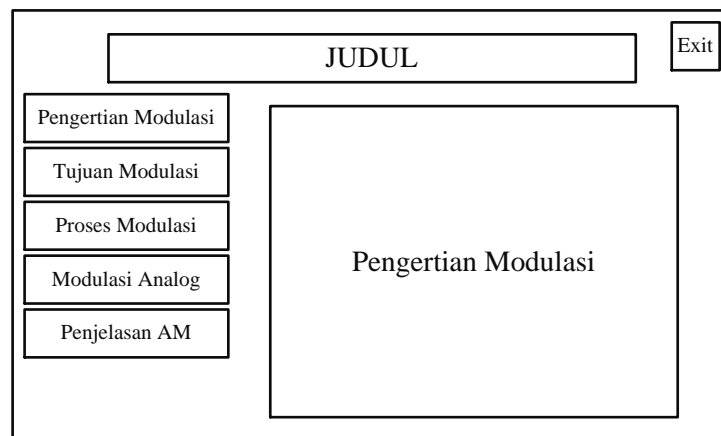 JUDUL
Exit
Pengertian Modulasi
Tujuan Modulasi
Proses Modulasi
Modulasi Analog
Penjelasan AM
Pengertian Modulasi